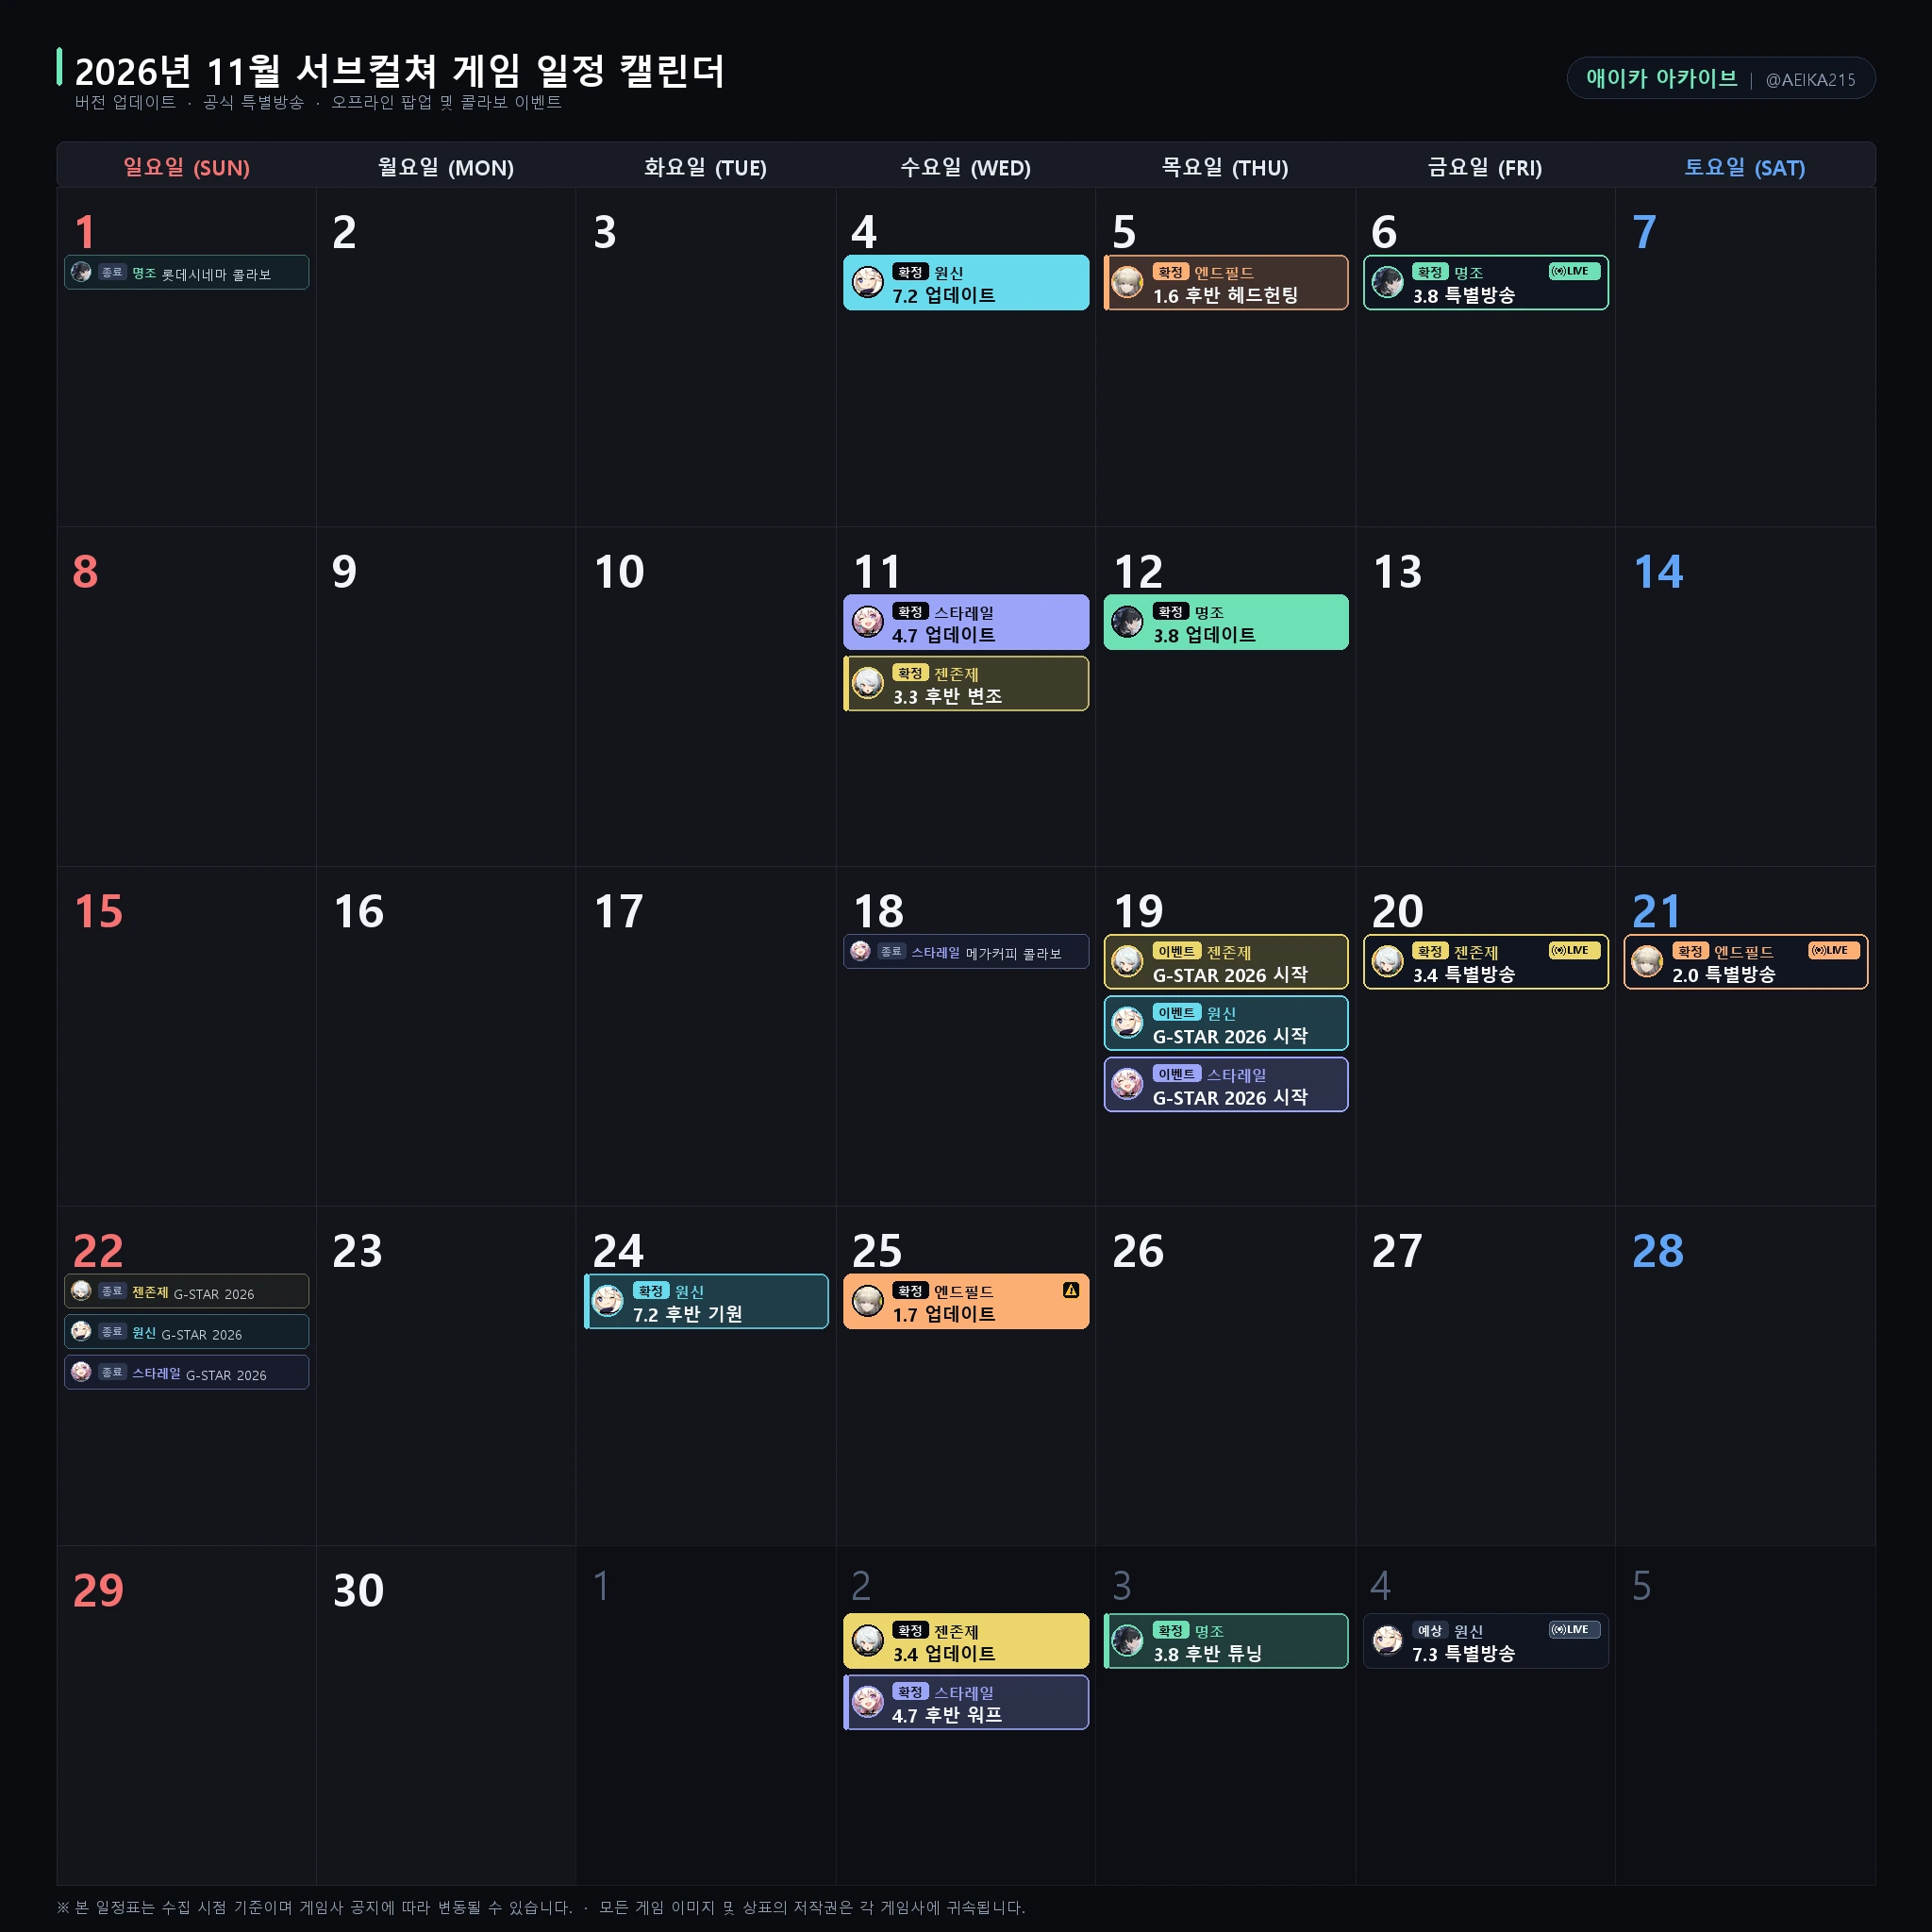 2026년 11월 서브컬쳐 게임 일정 캘린더
버전 업데이트 · 공식 특별방송 · 오프라인 팝업 및 콜라보 이벤트
애이카 아카이브 | @AEIKA215
일요일 (SUN) 월요일 (MON) 화요일 (TUE) 수요일 (WED) 목요일 (THU) 금요일 (FRI) 토요일 (SAT)
1
종료 명조 롯데시네마 콜라보
2
3
4
확정 원신
7.2 업데이트
5
확정 엔드필드
1.6 후반 헤드헌팅
6
확정 명조 LIVE
3.8 특별방송
7
8
9
10
11
확정 스타레일
4.7 업데이트
확정 젠존제
3.3 후반 변조
12
확정 명조
3.8 업데이트
13
14
15
16
17
18
종료 스타레일 메가커피 콜라보
19
이벤트 젠존제
G-STAR 2026 시작
이벤트 원신
G-STAR 2026 시작
이벤트 스타레일
G-STAR 2026 시작
20
확정 젠존제 LIVE
3.4 특별방송
21
확정 엔드필드 LIVE
2.0 특별방송
22
종료 젠존제 G-STAR 2026
종료 원신 G-STAR 2026
종료 스타레일 G-STAR 2026
23
24
확정 원신
7.2 후반 기원
25
확정 엔드필드
1.7 업데이트
26
27
28
29
30
1
2
확정 젠존제
3.4 업데이트
확정 스타레일
4.7 후반 워프
3
확정 명조
3.8 후반 튜닝
4
예상 원신 LIVE
7.3 특별방송
5
※ 본 일정표는 수집 시점 기준이며 게임사 공지에 따라 변동될 수 있습니다. · 모든 게임 이미지 및 상표의 저작권은 각 게임사에 귀속됩니다.